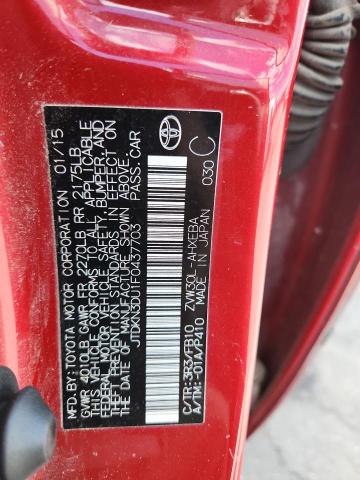 MFD.BY:TOYOTA MOTOR CORPORATION 01/15
GVWR 4010LB GAWR FR 2270LB RR 2175LB
THIS VEHICLE CONFORMS TO ALL APPLICABLE
FEDERAL MOTOR VEHICLE SAFETY,BUMPER, AND
THEFT PREVENTION STANDARDS IN EFFECT
ON THE DATE OF MANUFACTURE SHOWN ABOVE.
JTDKN3DU1F0437703 PASS.CAR
C/TR:3R3/FB10 ZVW30L-AHXEBA
A/TM:-01A/P410 MADE IN JAPAN
030 C